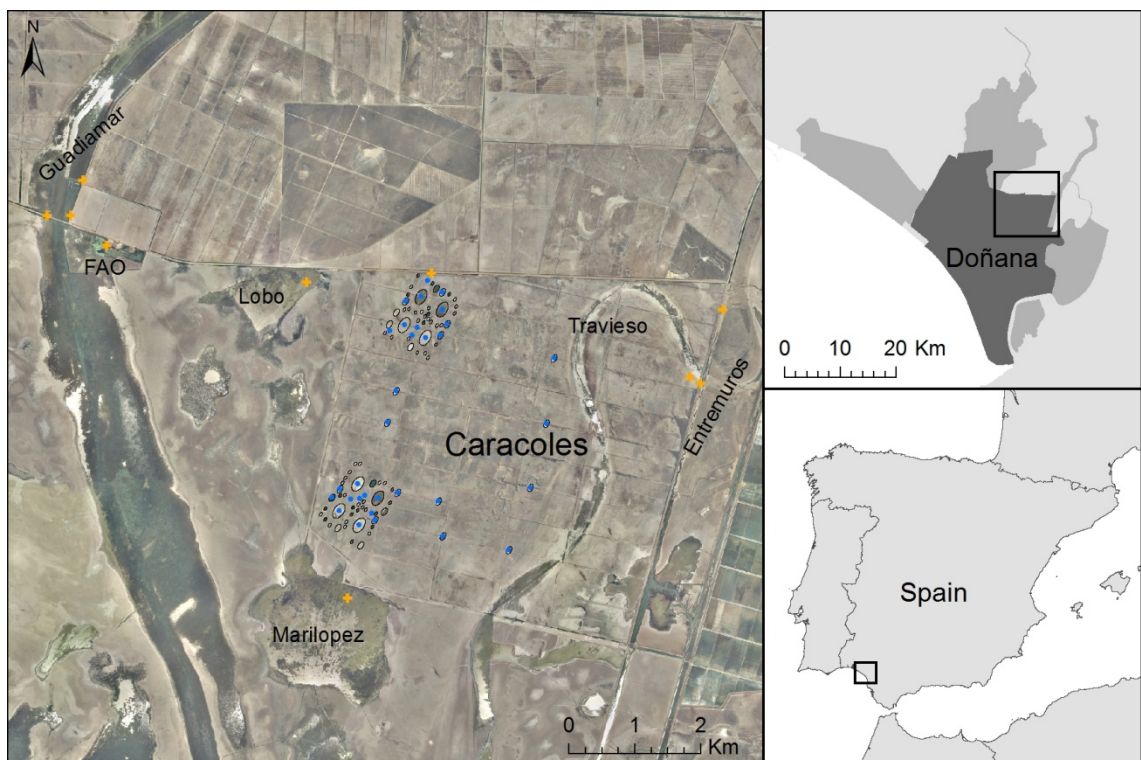 N
Guadiamar
FAO
Lobo
Travieso
Entremuros
Caracoles
Marilopez
0 1 2
Km
Doñana
0 10 20 Km
Spain